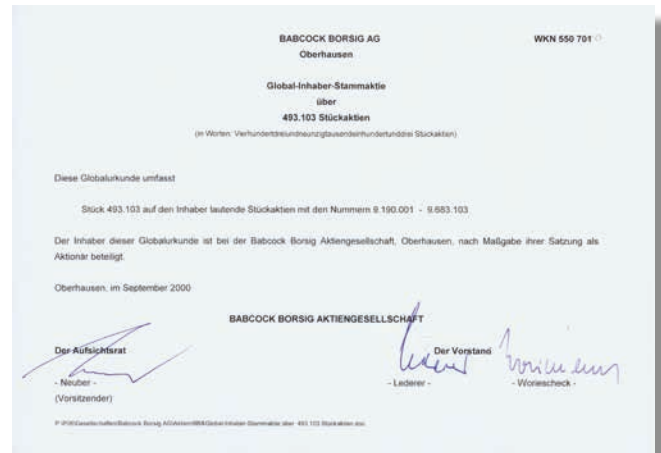 BABCOCK BORSIG AG
WKN 550 701
Oberhausen
Global-Inhaber-Stammaktie
über
493.103 Stückaktien
(in Worten: Vierhundertdreiundneunzigtausendeinhundertunddrei Stückaktien)
Diese Globalurkunde umfasst
Stück 493.103 auf den Inhaber lautende Stückaktien mit den Nummern 9.190.001 - 9.683.103
Der Inhaber dieser Globalurkunde ist bei der Babcock Borsig Aktiengesellschaft, Oberhausen, nach Maßgabe ihrer Satzung als
Aktionär beteiligt.
Oberhausen, im September 2000
BABCOCK BORSIG AKTIENGESELLSCHAFT
Der Aufsichtsrat
Der Vorstand
- Neuber -
- Lederer -
- Woriescheck -
(Vorsitzender)